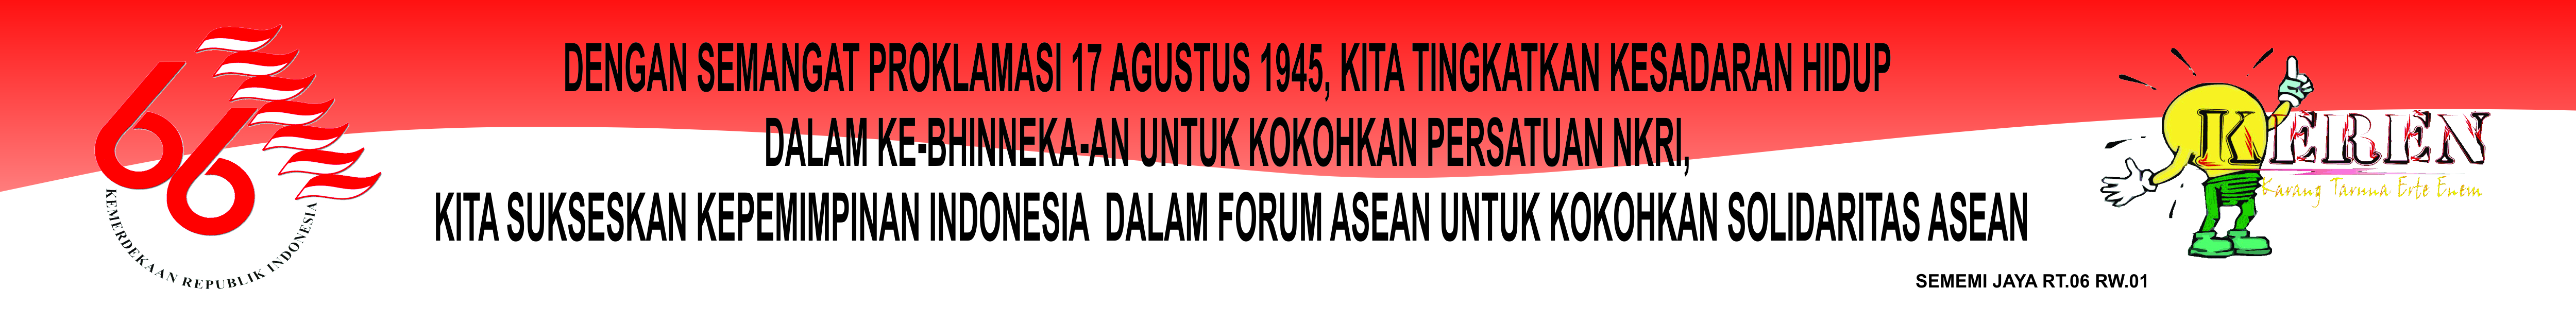 66
KEMERDEKAAN REPUBLIK INDONESIA
DENGAN SEMANGAT PROKLAMASI 17 AGUSTUS 1945, KITA TINGKATKAN KESADARAN HIDUP
DALAM KE-BHINNEKA-AN UNTUK KOKOHKAN PERSATUAN NKRI,
KITA SUKSESKAN KEPEMIMPINAN INDONESIA DALAM FORUM ASEAN UNTUK KOKOHKAN SOLIDARITAS ASEAN
KEREN
Karang Taruna Erte Enem
SEMEMI JAYA RT.06 RW.01